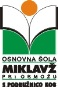 OSNOVNA ŠOLA
MIKLAVŽ
PRI ORMOŽU
S PODRUŽNICO KOG